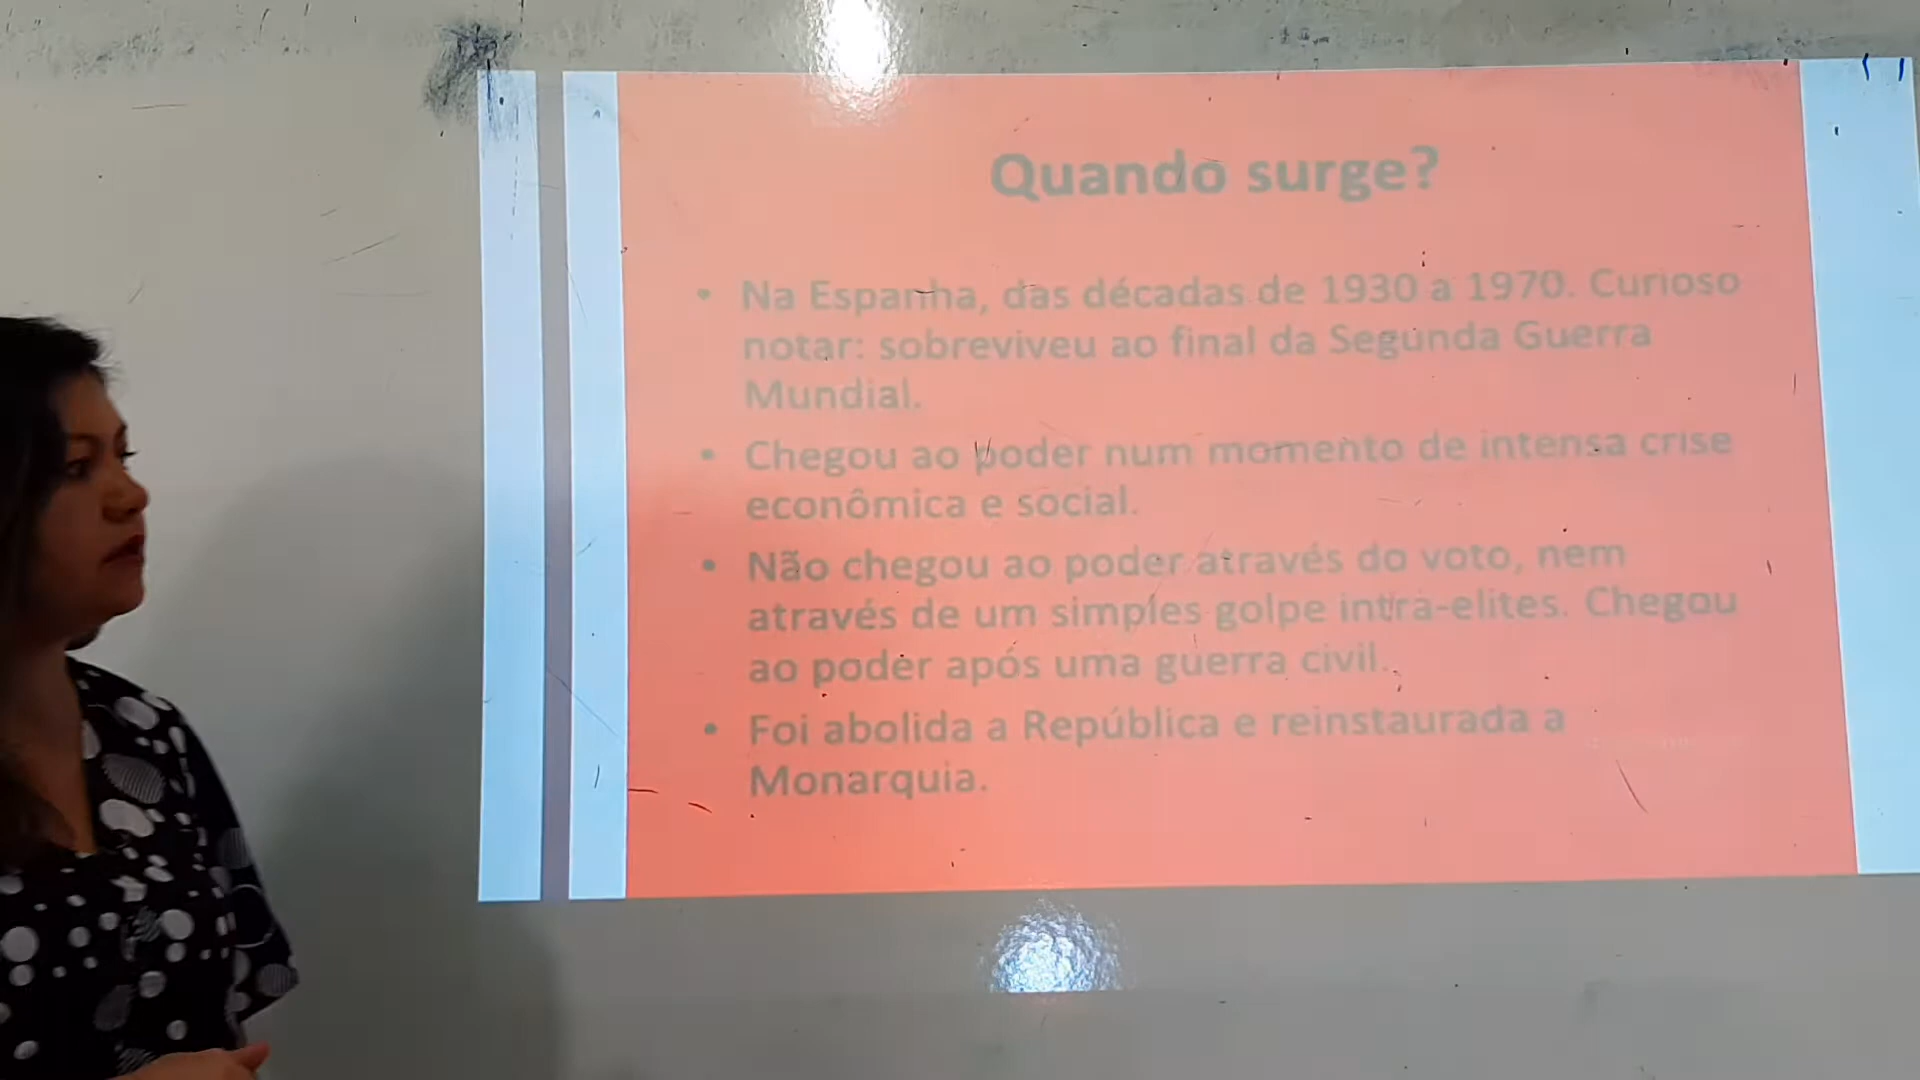 Quando surge?
• Na Espanha, das décadas de 1930 a 1970. Curioso
notar: sobreviveu ao final da Segunda Guerra
Mundial.
• Chegou ao poder num momento de intensa crise
econômica e social.
• Não chegou ao poder através do voto, nem
através de um simples golpe intra-elites. Chegou
ao poder após uma guerra civil.
• Foi abolida a República e reinstaurada a
Monarquia.